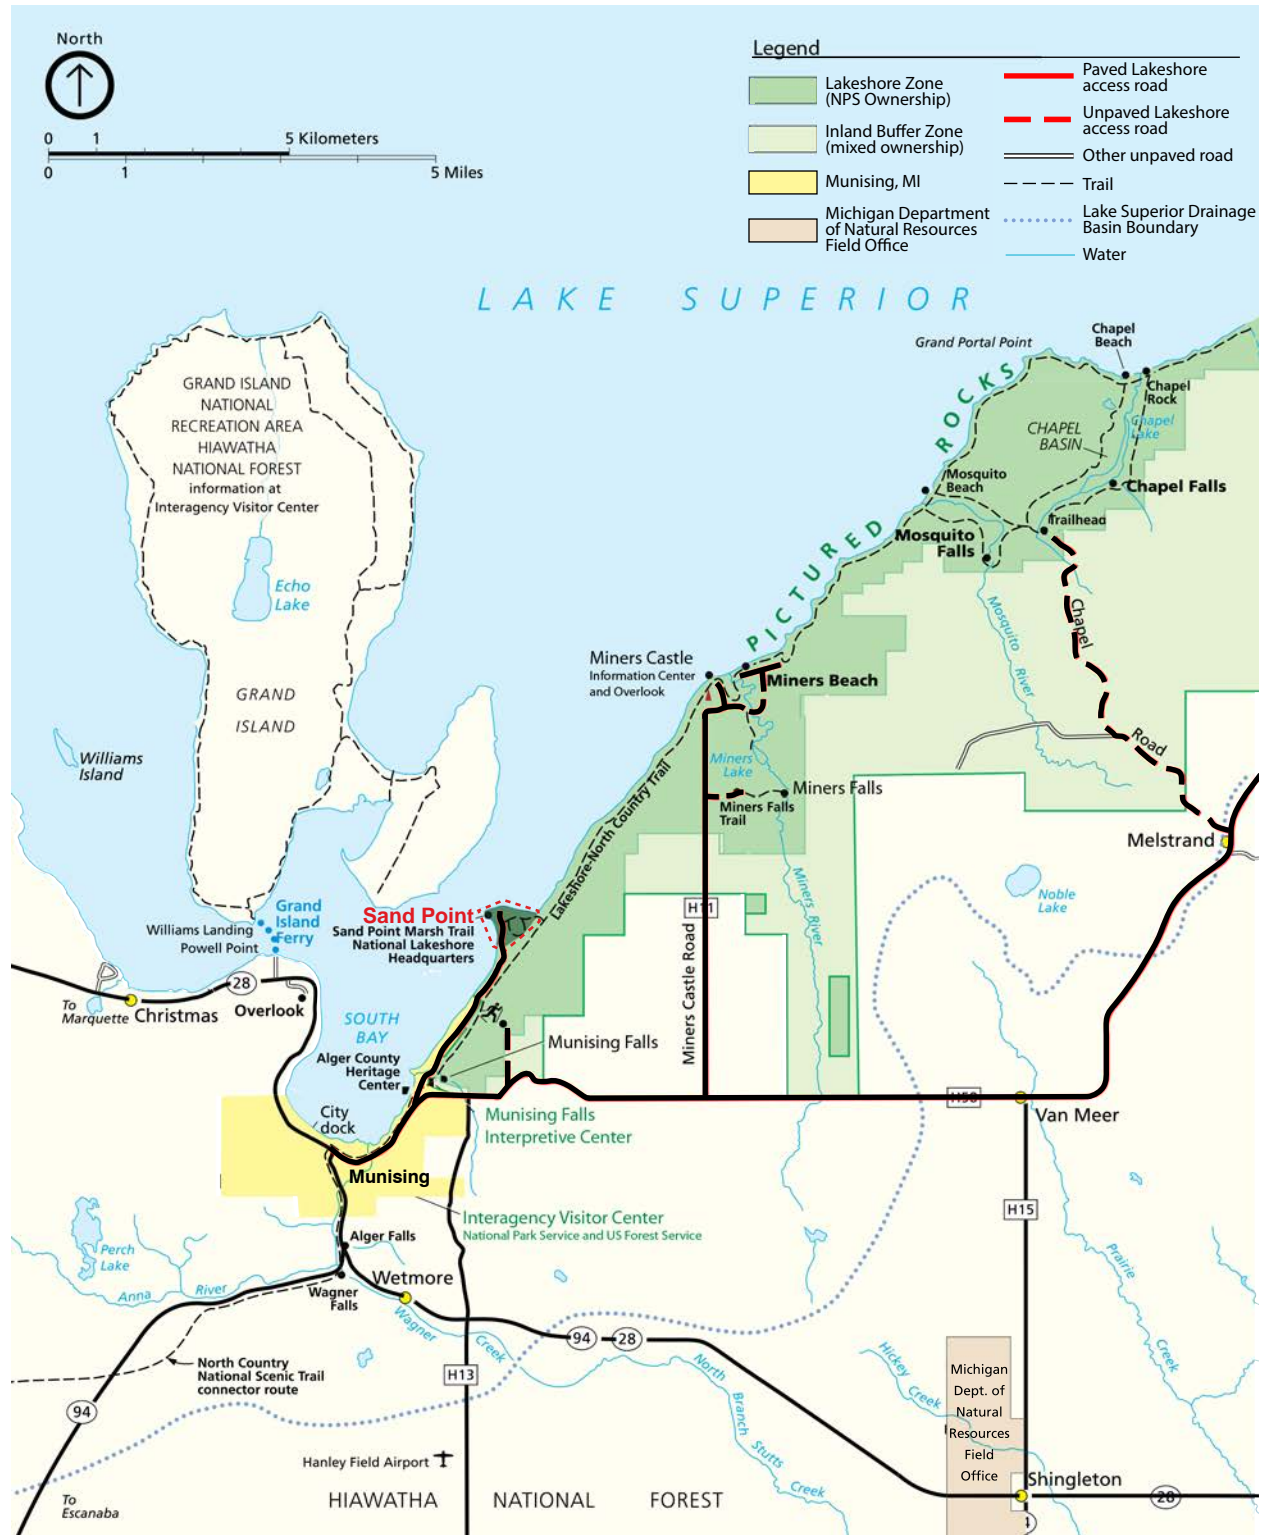 North
0 1 5 Kilometers
0 1 5 Miles
Legend
Lakeshore Zone
(NPS Ownership)
Inland Buffer Zone
(mixed ownership)
Munising, MI
Michigan Department
of Natural Resources
Field Office
Paved Lakeshore
access road
Unpaved Lakeshore
access road
Other unpaved road
Trail
Lake Superior Drainage
Basin Boundary
Water
LAKE SUPERIOR
Grand Portal Point
Chapel
Beach
Chapel
Rock
Chapel
Lake
CHAPEL
BASIN
PICTURED ROCKS
Mosquito
Beach
Chapel Falls
Trailhead
Mosquito
Falls
GRAND ISLAND
NATIONAL
RECREATION AREA
HIAWATHA
NATIONAL FOREST
information at
Interagency Visitor Center
Echo
Lake
GRAND
ISLAND
Williams
Island
Mosquito
River
Chapel
Road
Miners Castle
Information Center
and Overlook
Miners Beach
Miners
Lake
Miners Falls
Miners Falls
Trail
Lakeshore-North Country Trail
Melstrand
Miners River
Noble
Lake
H11
Miners Castle Road
Grand
Island
Ferry
Williams Landing
Powell Point
Sand Point
Sand Point Marsh Trail
National Lakeshore
Headquarters
28
To
Marquette
Christmas
Overlook
SOUTH
BAY
Alger County
Heritage
Center
Munising Falls
City
dock
Munising Falls
Interpretive Center
H58
Van Meer
Munising
Interagency Visitor Center
National Park Service and US Forest Service
H15
Perch
Lake
Anna
River
Alger Falls
Wagner
Falls
Wetmore
Wagner
Creek
94
28
North
Branch
Stutts
Creek
Hickey
Creek
Prairie
Creek
North Country
National Scenic Trail
connector route
H13
94
Michigan
Dept. of
Natural
Resources
Field
Office
Hanley Field Airport
Shingleton
28
To
Escanaba
HIAWATHA NATIONAL FOREST